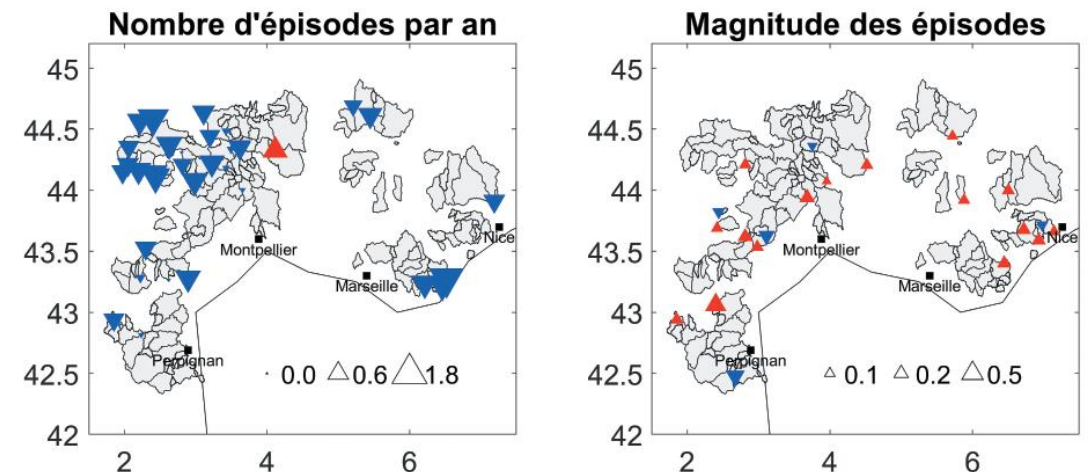 Nombre d'épisodes par an
45
44.5
44
43.5
43
42.5
42
2
4
6
Montpellier
Nice
Marseille
Perpignan
0.0
0.6
1.8
Magnitude des épisodes
45
44.5
44
43.5
43
42.5
42
2
4
6
Montpellier
Nice
Marseille
Perpignan
0.1
0.2
0.5